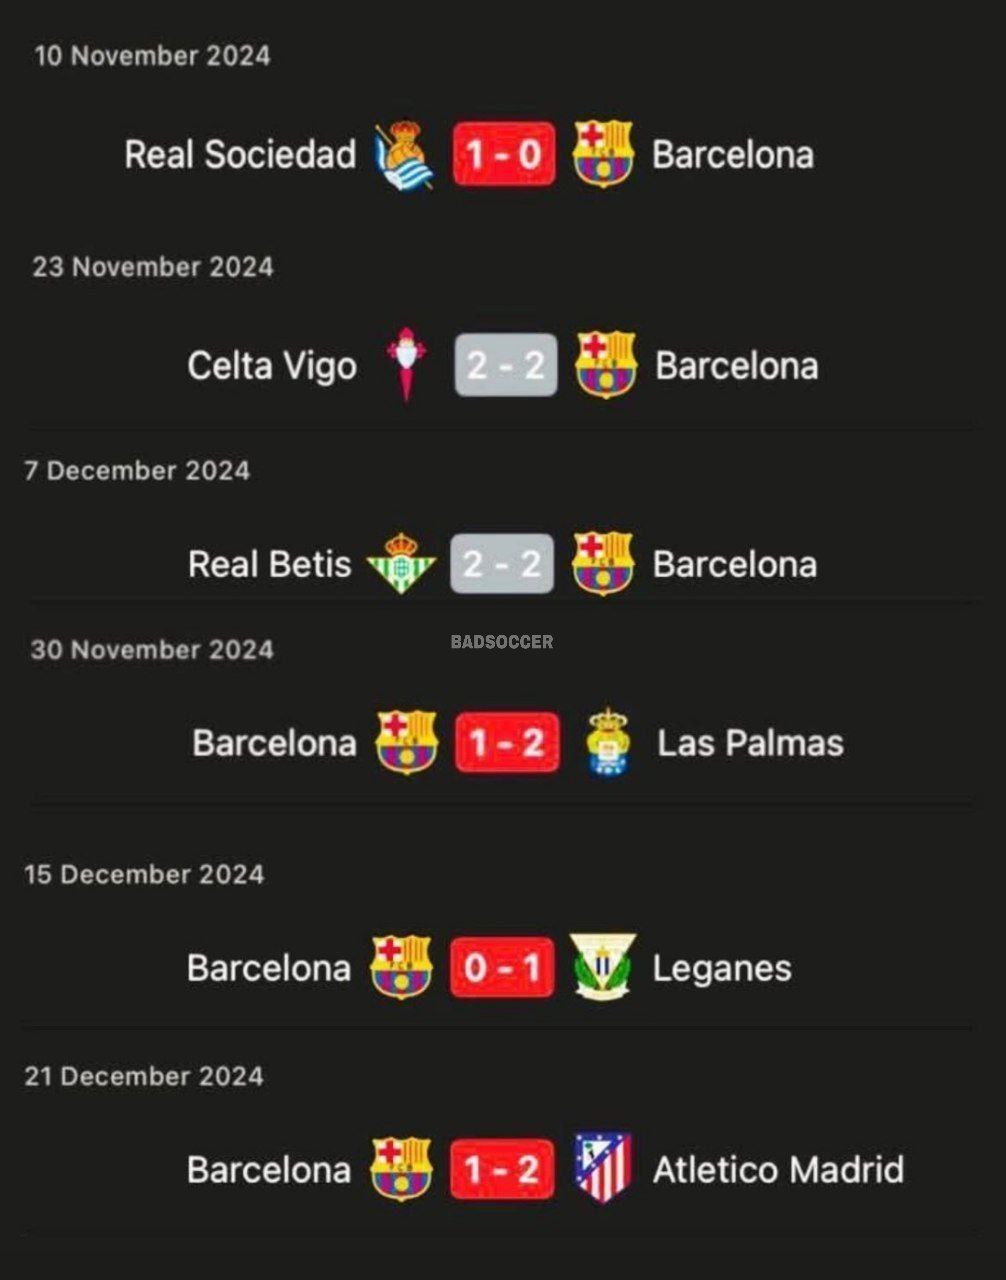 10 November 2024
Real Sociedad 1 - 0 Barcelona
23 November 2024
Celta Vigo 2 - 2 Barcelona
7 December 2024
Real Betis 2 - 2 Barcelona
BADSOCCER
30 November 2024
Barcelona 1 - 2 Las Palmas
15 December 2024
Barcelona 0 - 1 Leganes
21 December 2024
Barcelona 1 - 2 Atletico Madrid